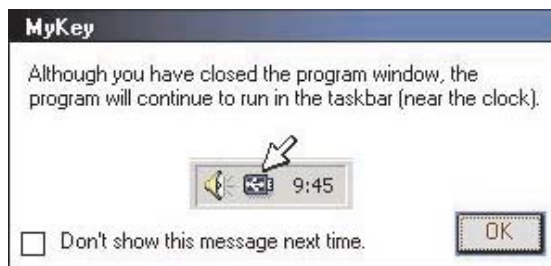 MyKey
Although you have closed the program window, the
program will continue to run in the taskbar (near the clock).
9:45
Don't show this message next time.
OK